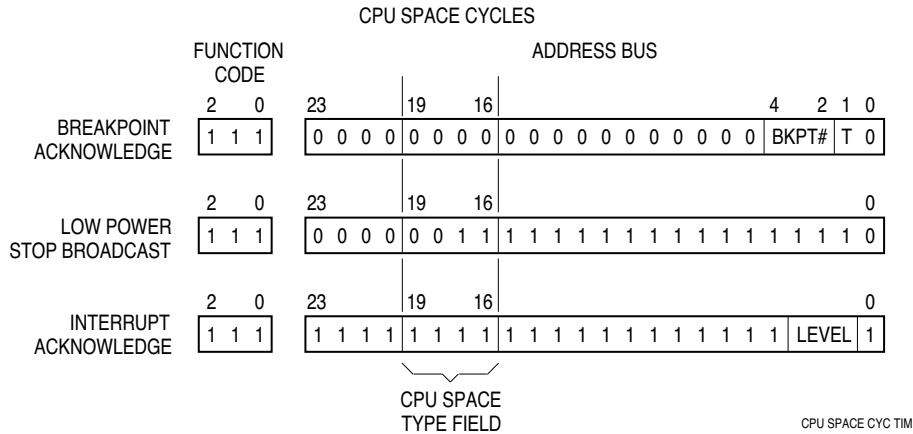 CPU SPACE CYCLES
FUNCTION
CODE
ADDRESS BUS
2 0 23 19 16 4 2 1 0
BREAKPOINT
ACKNOWLEDGE
1 1 1 0 0 0 0 0 0 0 0 0 0 0 0 0 0 0 0 0 0 0 BKPT# T 0
2 0 23 19 16 0
LOW POWER
STOP BROADCAST
1 1 1 0 0 0 0 0 0 1 1 1 1 1 1 1 1 1 1 1 1 1 1 1 1 1 0
2 0 23 19 16 0
INTERRUPT
ACKNOWLEDGE
1 1 1 1 1 1 1 1 1 1 1 1 1 1 1 1 1 1 1 1 1 1 1 LEVEL 1
CPU SPACE
TYPE FIELD
CPU SPACE CYC TIM